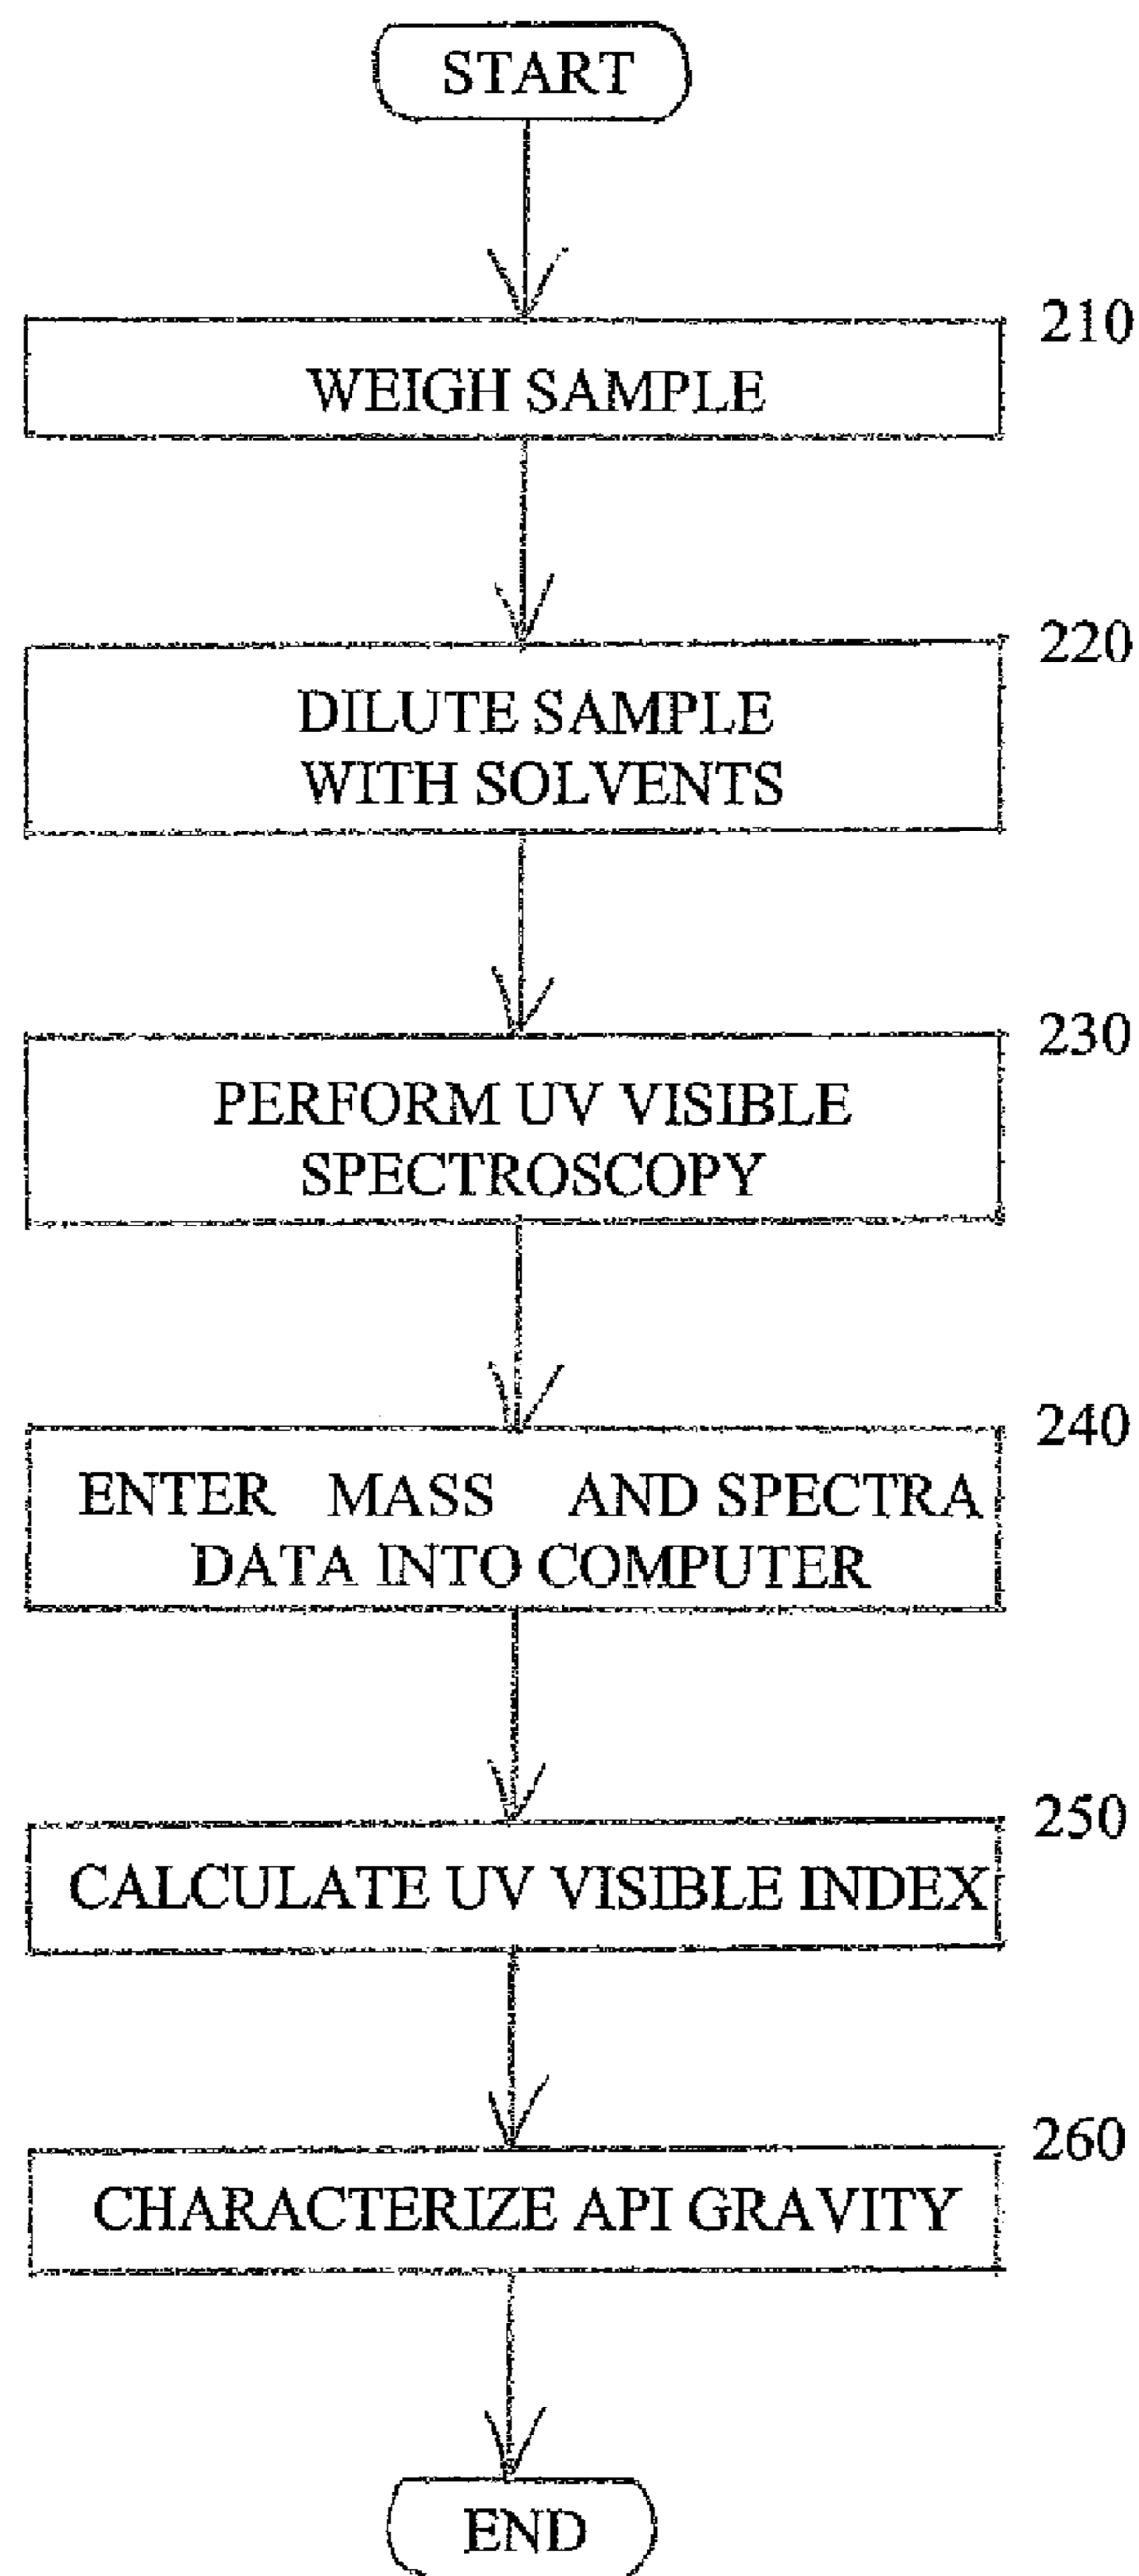 START
210
WEIGH SAMPLE
220
DILUTE SAMPLE
WITH SOLVENTS
230
PERFORM UV VISIBLE
SPECTROSCOPY
240
ENTER MASS AND SPECTRA
DATA INTO COMPUTER
250
CALCULATE UV VISIBLE INDEX
260
CHARACTERIZE API GRAVITY
END